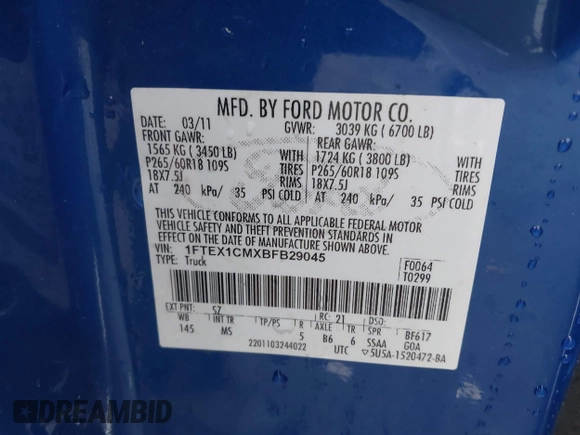 MFD. BY FORD MOTOR CO.
DATE: 03/11 GVWR: 3039 KG ( 6700 LB)
FRONT GAWR: REAR GAWR:
1565 KG ( 3450 LB) WITH 1724 KG ( 3800 LB) WITH
P265/60R18 109S TIRES P265/60R18 109S TIRES
18X7.5J RIMS 18X7.5J RIMS
AT 240 kPa/ 35 PSI COLD AT 240 kPa/ 35 PSI COLD
THIS VEHICLE CONFORMS TO ALL APPLICABLE FEDERAL MOTOR
VEHICLE SAFETY AND THEFT PREVENTION STANDARDS IN
EFFECT ON THE DATE OF MANUFACTURE SHOWN ABOVE.
VIN: 1FTEX1CMXBFB29045 F0064
TYPE: Truck T0299
EXT PNT: SZ RC: 21 DSO:
WB INT TR TP/PS R AXLE TR SPR BF617
145 MS 5 B6 6 SSAA GOA
2201103244022 UTC ▽5U5A-1520472-BA
DREAMBID